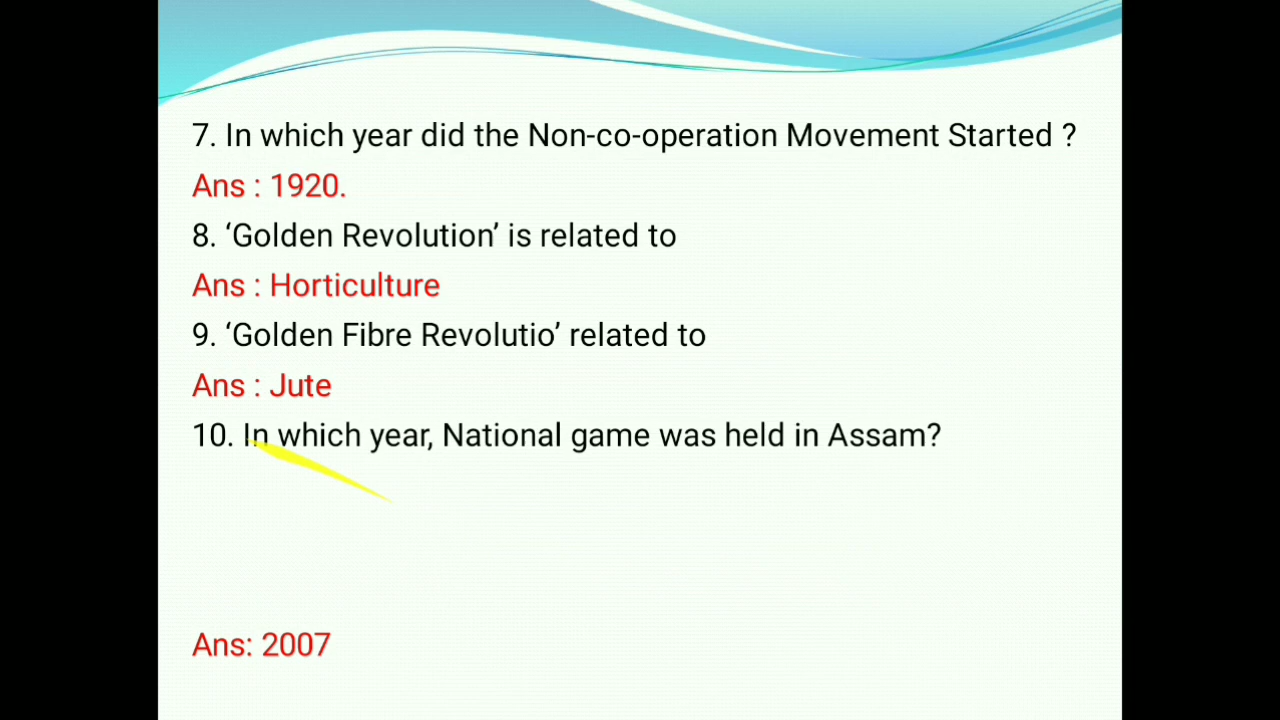 7. In which year did the Non-co-operation Movement Started ?
Ans : 1920.
8. ‘Golden Revolution’ is related to
Ans : Horticulture
9. ‘Golden Fibre Revolutio’ related to
Ans : Jute
10. In which year, National game was held in Assam?
Ans: 2007